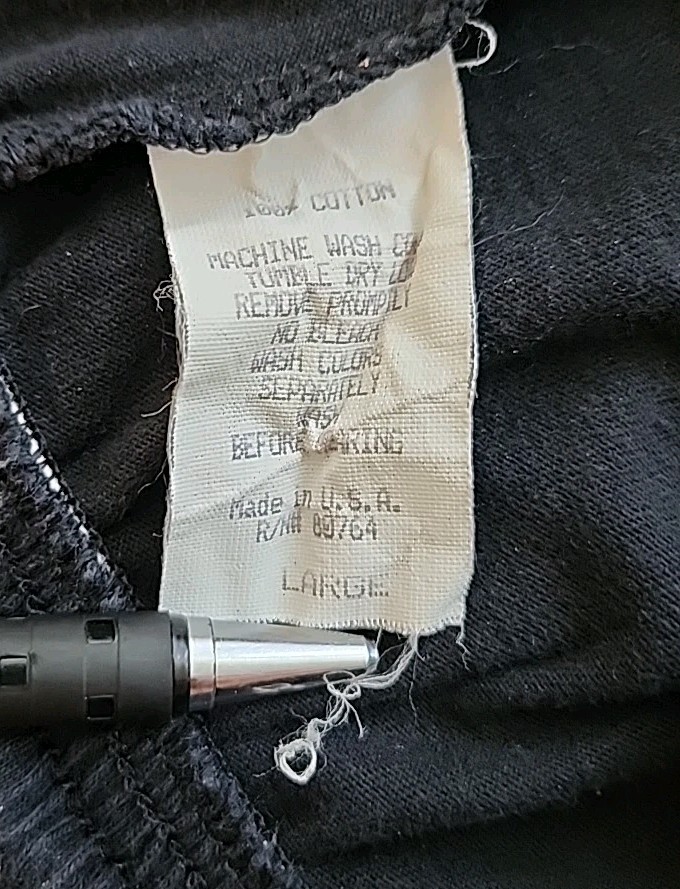 100% COTTON
MACHINE WASH
TUMBLE DRY
REMOVE PROMPTLY
NO BLEACH
WASH COLORS
SEPARATELY
WASH
BEFORE
Made in U.S.A.
R/N#
LARGE